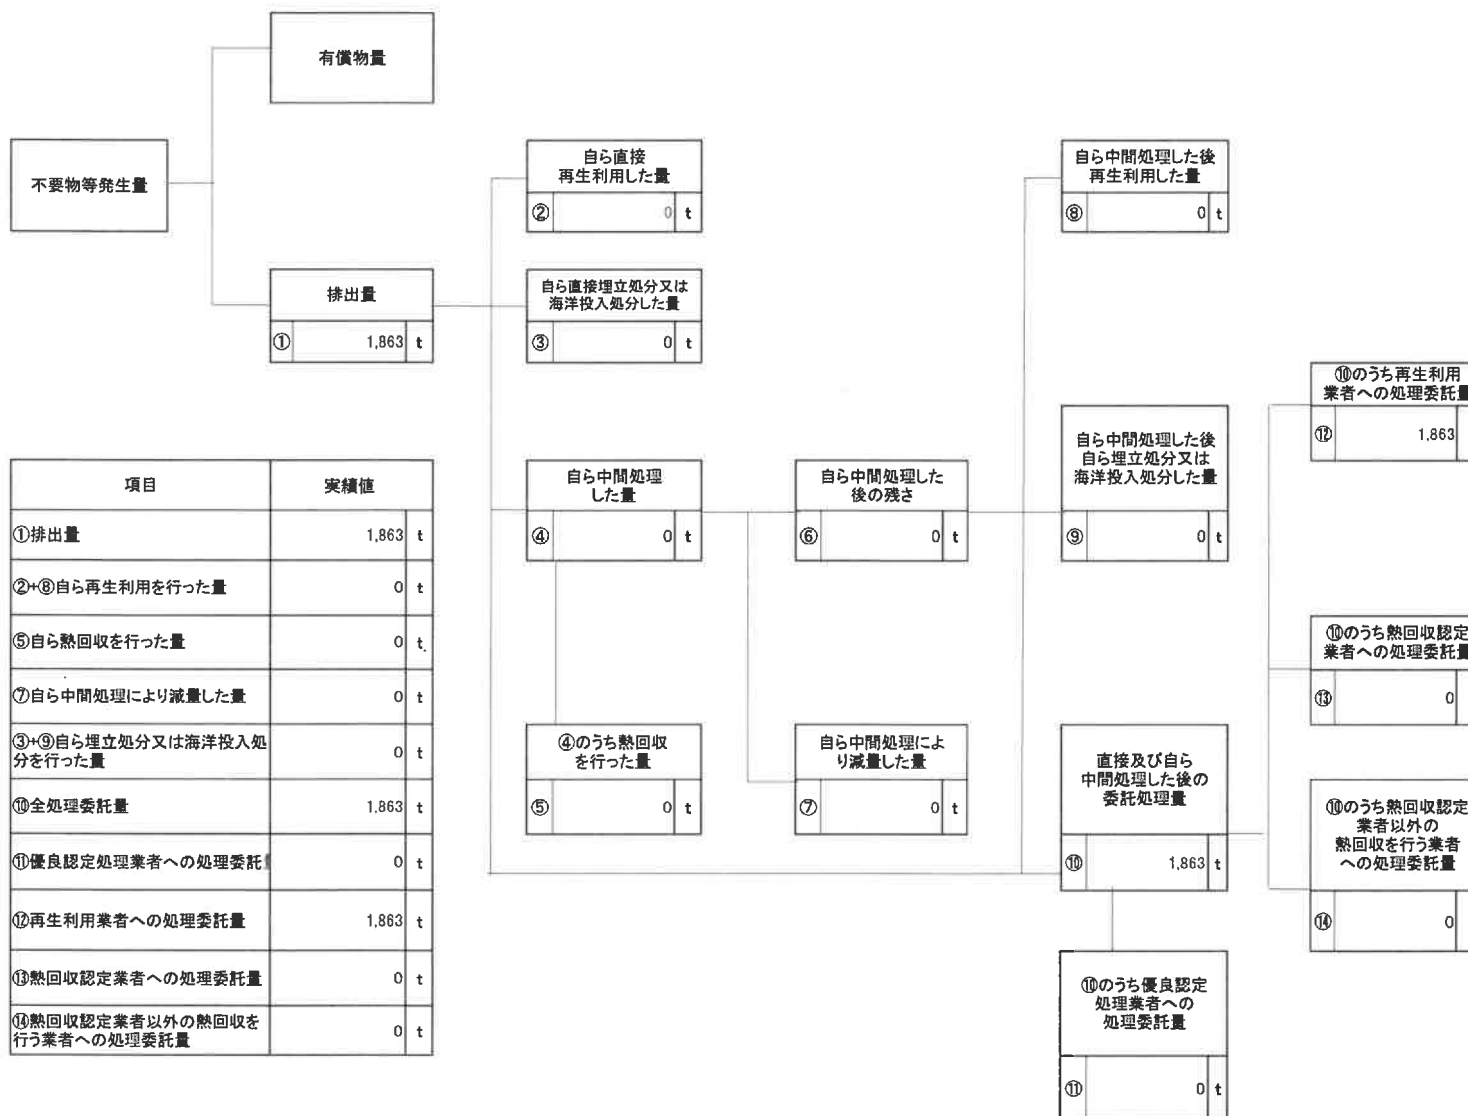 有償物量
不要物等発生量
自ら直接
再生利用した量
② 0 t
自ら中間処理した後
再生利用した量
⑧ 0 t
排出量
① 1,863 t
自ら直接埋立処分又は
海洋投入処分した量
③ 0 t
⑩のうち再生利用
業者への処理委託量
⑫ 1,863
自ら中間処理した後
自ら埋立処分又は
海洋投入処分した量
⑨ 0 t
自ら中間処理
した量
④ 0 t
自ら中間処理した
後の残さ
⑥ 0 t
⑩のうち熱回収認定
業者への処理委託量
⑬ 0
④のうち熱回収
を行った量
⑤ 0 t
自ら中間処理によ
り減量した量
⑦ 0 t
直接及び自ら
中間処理した後の
委託処理量
⑩ 1,863 t
⑩のうち熱回収認定
業者以外の
熱回収を行う業者
への処理委託量
⑭ 0
⑩のうち優良認定
処理業者への
処理委託量
⑪ 0 t
項目 実績値
①排出量 1,863 t
②+⑧自ら再生利用を行った量 0 t
⑤自ら熱回収を行った量 0 t
⑦自ら中間処理により減量した量 0 t
③+⑨自ら埋立処分又は海洋投入処
分を行った量 0 t
⑩全処理委託量 1,863 t
⑪優良認定処理業者への処理委託 0 t
⑫再生利用業者への処理委託量 1,863 t
⑬熱回収認定業者への処理委託量 0 t
⑭熱回収認定業者以外の熱回収を
行う業者への処理委託量 0 t